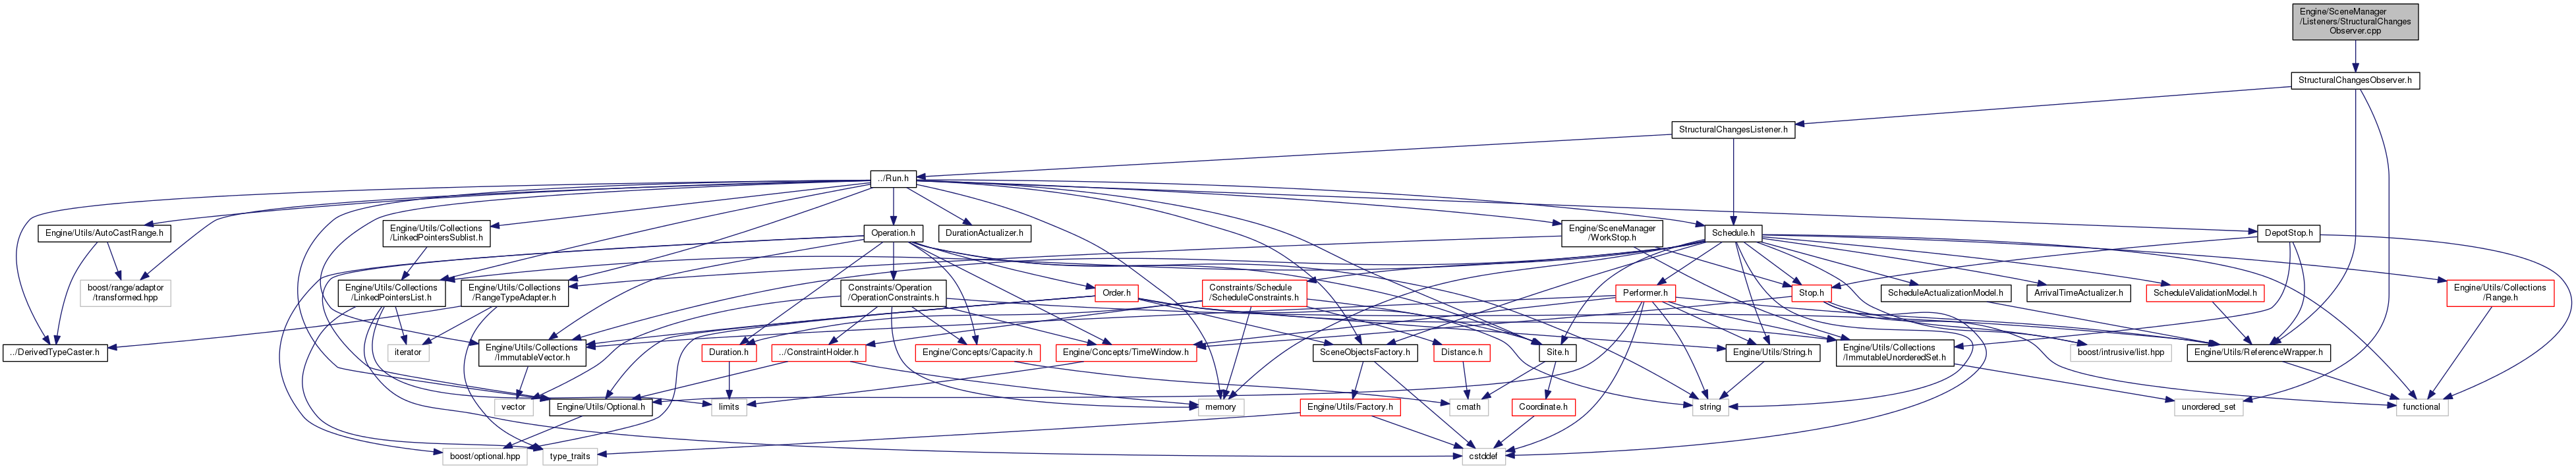 Engine/SceneManager
/Listeners/StructuralChanges
Observer.cpp
StructuralChangesObserver.h
StructuralChangesListener.h
../Run.h
Engine/Utils/AutoCastRange.h
Engine/Utils/Collections
/LinkedPointersSublist.h
Operation.h
DurationActualizer.h
Engine/SceneManager
/WorkStop.h
Schedule.h
DepotStop.h
boost/range/adaptor
/transformed.hpp
Engine/Utils/Collections
/LinkedPointersList.h
Engine/Utils/Collections
/RangeTypeAdapter.h
Constraints/Operation
/OperationConstraints.h
Order.h
Constraints/Schedule
/ScheduleConstraints.h
Performer.h
Stop.h
ScheduleActualizationModel.h
ArrivalTimeActualizer.h
ScheduleValidationModel.h
Engine/Utils/Collections
/Range.h
../DerivedTypeCaster.h
iterator
Engine/Utils/Collections
/ImmutableVector.h
Duration.h
../ConstraintHolder.h
Engine/Concepts/Capacity.h
Engine/Concepts/TimeWindow.h
SceneObjectsFactory.h
Distance.h
Site.h
Engine/Utils/String.h
Engine/Utils/Collections
/ImmutableUnorderedSet.h
boost/intrusive/list.hpp
Engine/Utils/ReferenceWrapper.h
vector
Engine/Utils/Optional.h
limits
memory
Engine/Utils/Factory.h
cmath
Coordinate.h
string
unordered_set
functional
boost/optional.hpp
type_traits
cstddef